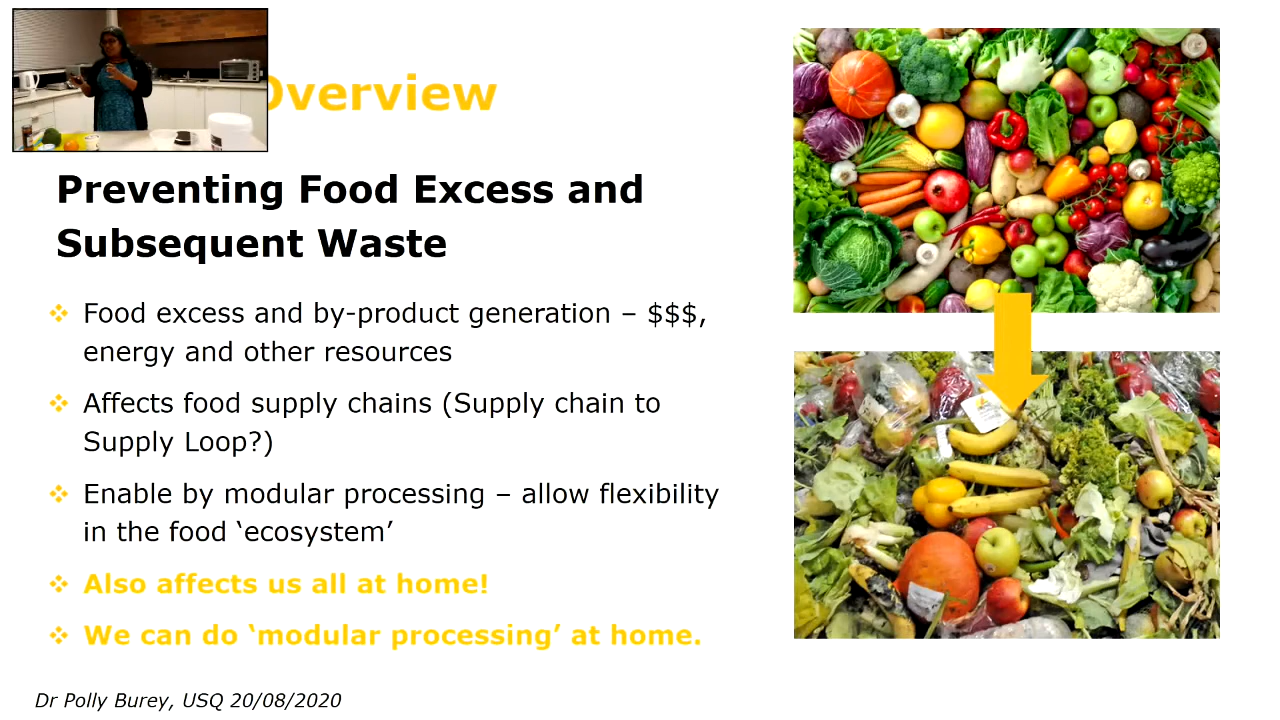 Overview
Preventing Food Excess and
Subsequent Waste
Food excess and by-product generation – $$$,
energy and other resources
Affects food supply chains (Supply chain to
Supply Loop?)
Enable by modular processing – allow flexibility
in the food ‘ecosystem’
Also affects us all at home!
We can do ‘modular processing’ at home.
Dr Polly Burey, USQ 20/08/2020